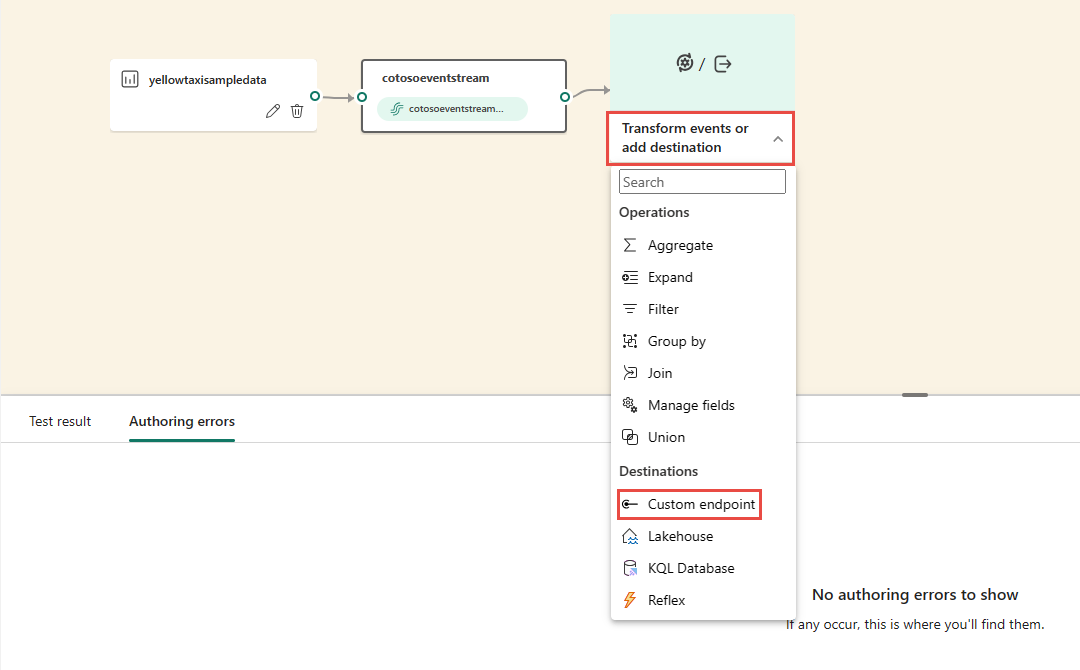 yellowtaxisampledata
cotosoeventstream
cotosoeventstream...
/
Transform events or
add destination
Search
Operations
Aggregate
Expand
Filter
Group by
Join
Manage fields
Union
Destinations
Custom endpoint
Lakehouse
KQL Database
Reflex
Test result
Authoring errors
No authoring errors to show
If any occur, this is where you'll find them.